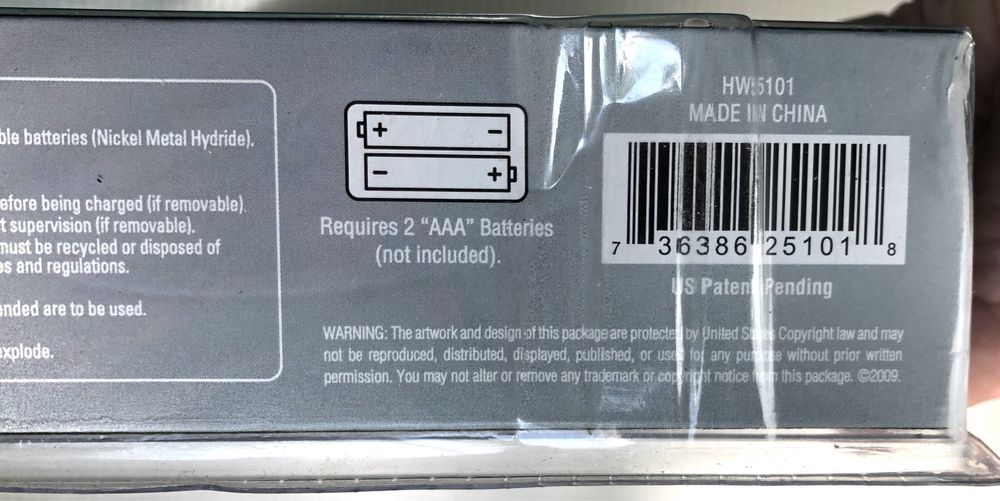 ble batteries (Nickel Metal Hydride).
efore being charged (if removable).
t supervision (if removable).
must be recycled or disposed of
es and regulations.
ended are to be used.
explode.
+ −
− +
Requires 2 “AAA” Batteries
(not included).
HW5101
MADE IN CHINA
7 36386 25101 8
US Patent Pending
WARNING: The artwork and design of this package are protected by United States Copyright law and may
not be reproduced, distributed, displayed, published, or used for any purpose without prior written
permission. You may not alter or remove any trademark or copyright notice from this package. ©2009.